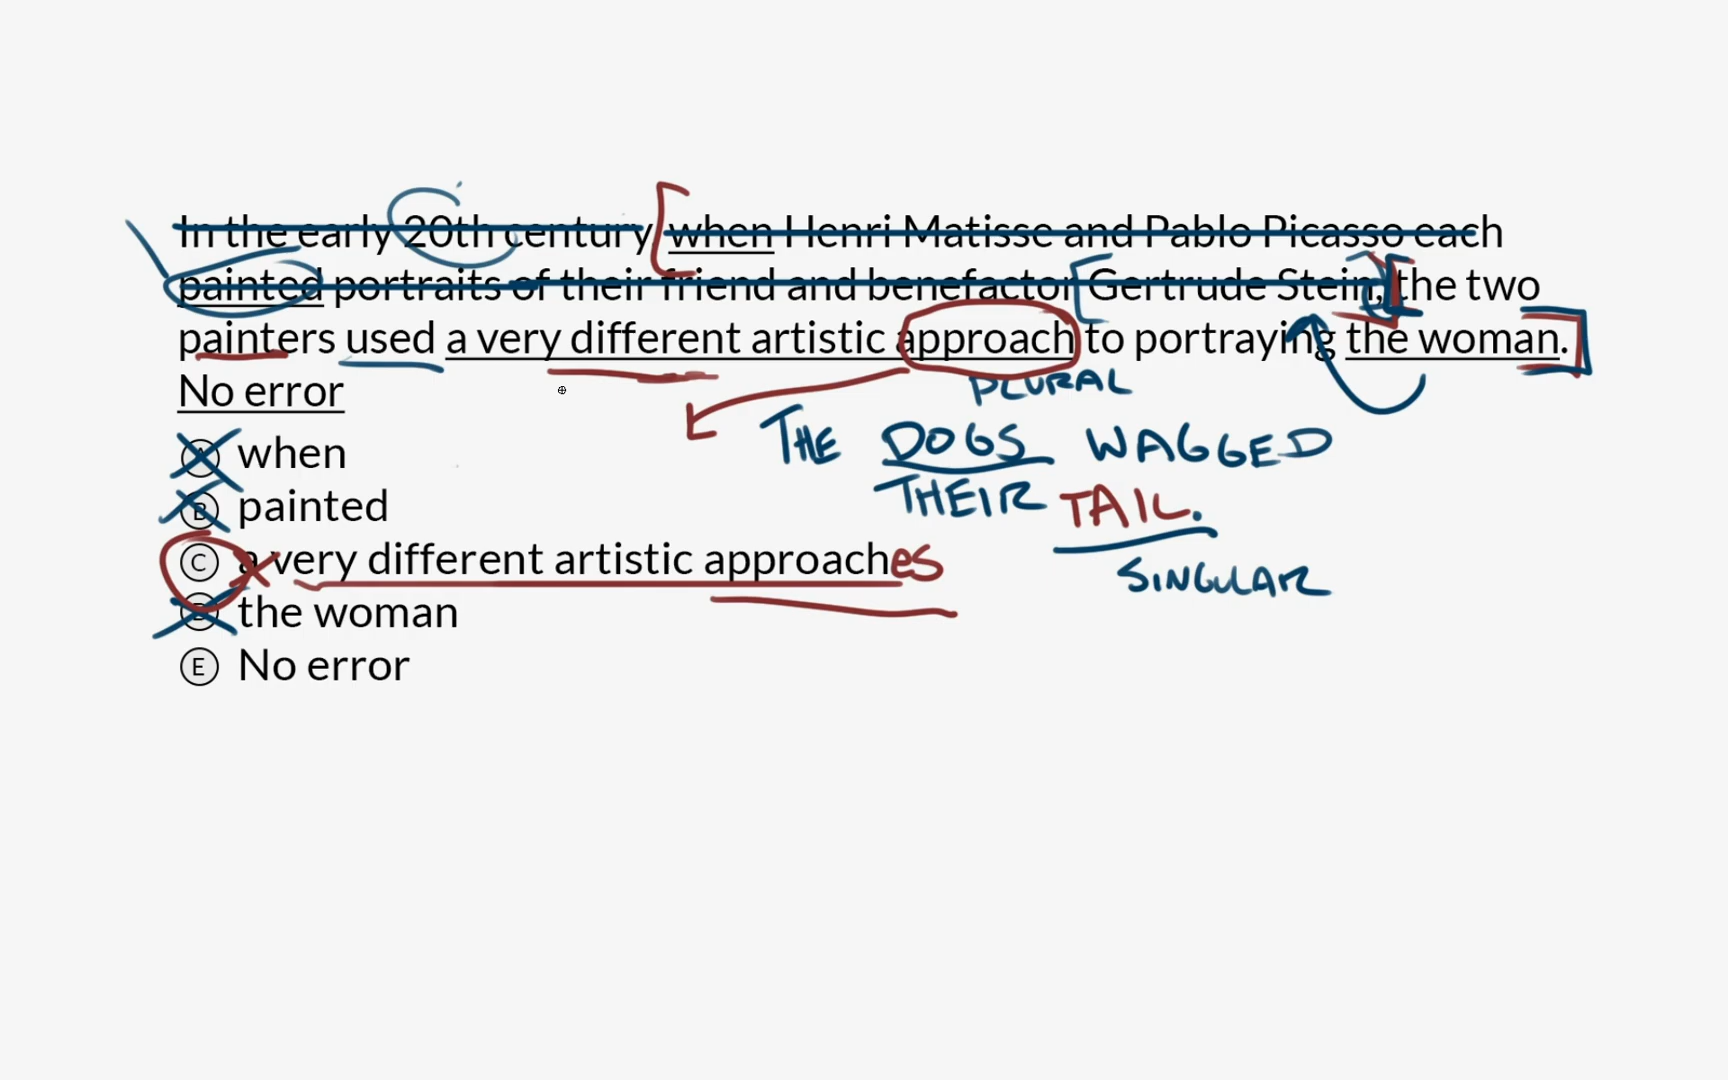 In the early 20th century when Henri Matisse and Pablo Picasso each
painted portraits of their friend and benefactor Gertrude Stein, the two
painters used a very different artistic approach to portraying the woman.
No error
PLURAL
A when
THE DOGS WAGGED
B painted
THEIR TAIL.
C a very different artistic approaches
SINGULAR
D the woman
E No error